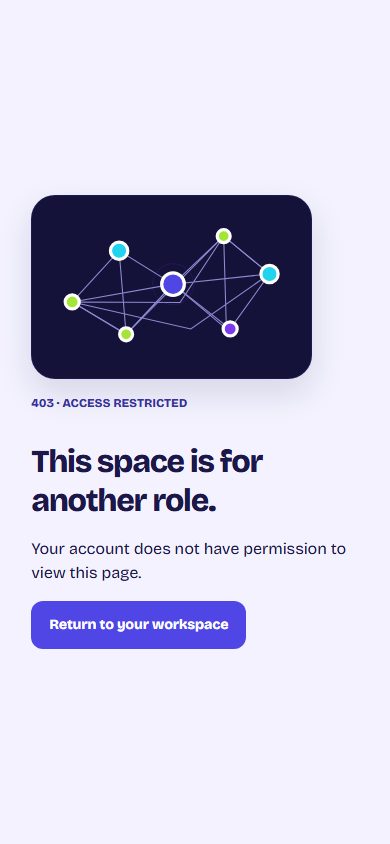 403 · ACCESS RESTRICTED
This space is for
another role.
Your account does not have permission to
view this page.
Return to your workspace